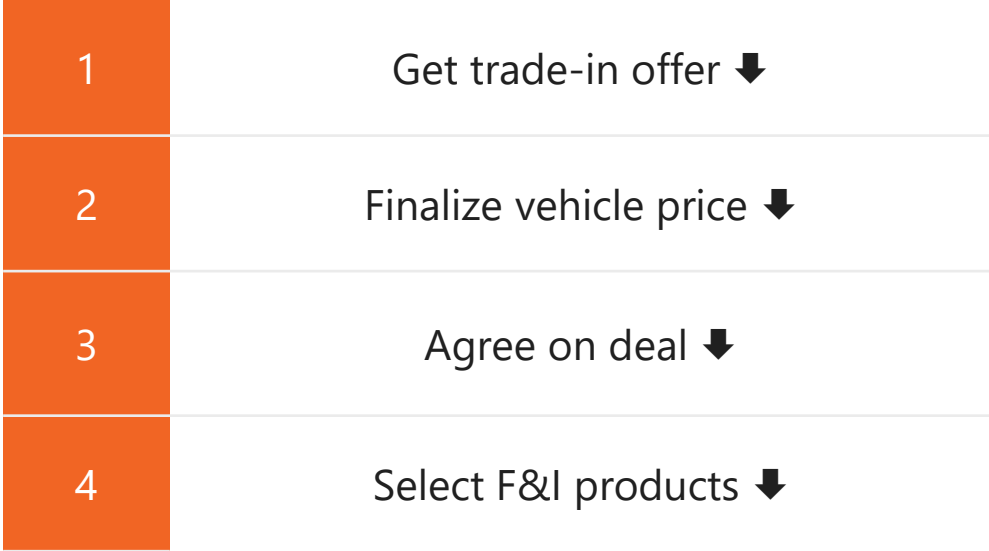 1 Get trade-in offer 🡇
2 Finalize vehicle price 🡇
3 Agree on deal 🡇
4 Select F&I products 🡇